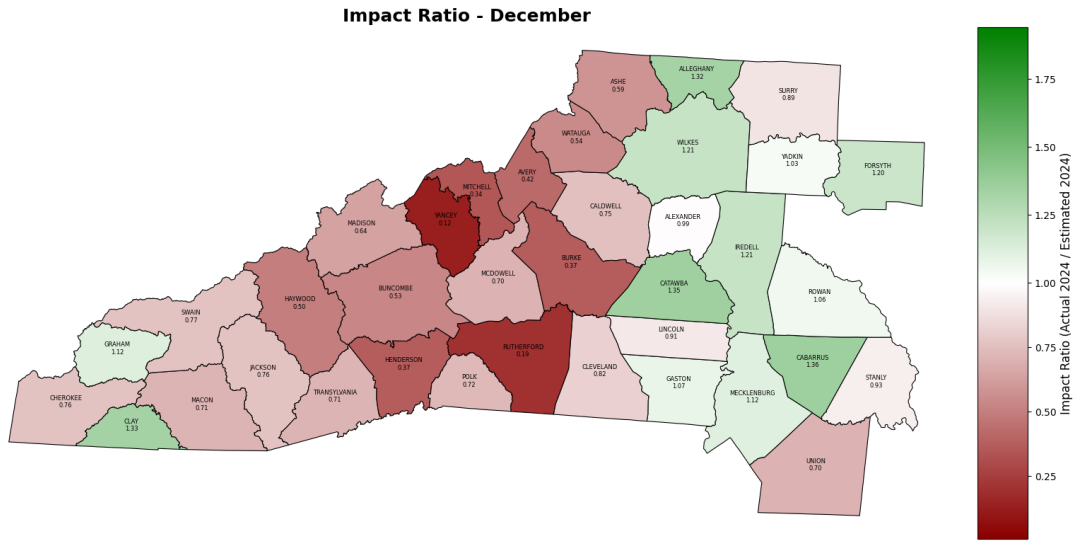 Impact Ratio - December
ASHE
0.59
ALLEGHANY
1.32
SURRY
0.89
WATAUGA
0.54
WILKES
1.21
YADKIN
1.03
FORSYTH
1.20
AVERY
0.42
MITCHELL
0.34
YANCEY
0.12
MADISON
0.64
CALDWELL
0.75
ALEXANDER
0.99
IREDELL
1.21
BURKE
0.37
MCDOWELL
0.70
BUNCOMBE
0.53
HAYWOOD
0.50
CATAWBA
1.35
ROWAN
1.06
SWAIN
0.77
LINCOLN
0.91
GRAHAM
1.12
RUTHERFORD
0.19
HENDERSON
0.37
JACKSON
0.76
CLEVELAND
0.82
CABARRUS
1.36
POLK
0.72
GASTON
1.07
STANLY
0.93
TRANSYLVANIA
0.71
MECKLENBURG
1.12
CHEROKEE
0.76
MACON
0.71
CLAY
1.33
UNION
0.70
1.75
1.50
1.25
1.00
0.75
0.50
0.25
Impact Ratio (Actual 2024 / Estimated 2024)